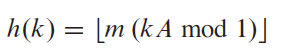 h(k) = ⌊m (kA mod 1)⌋